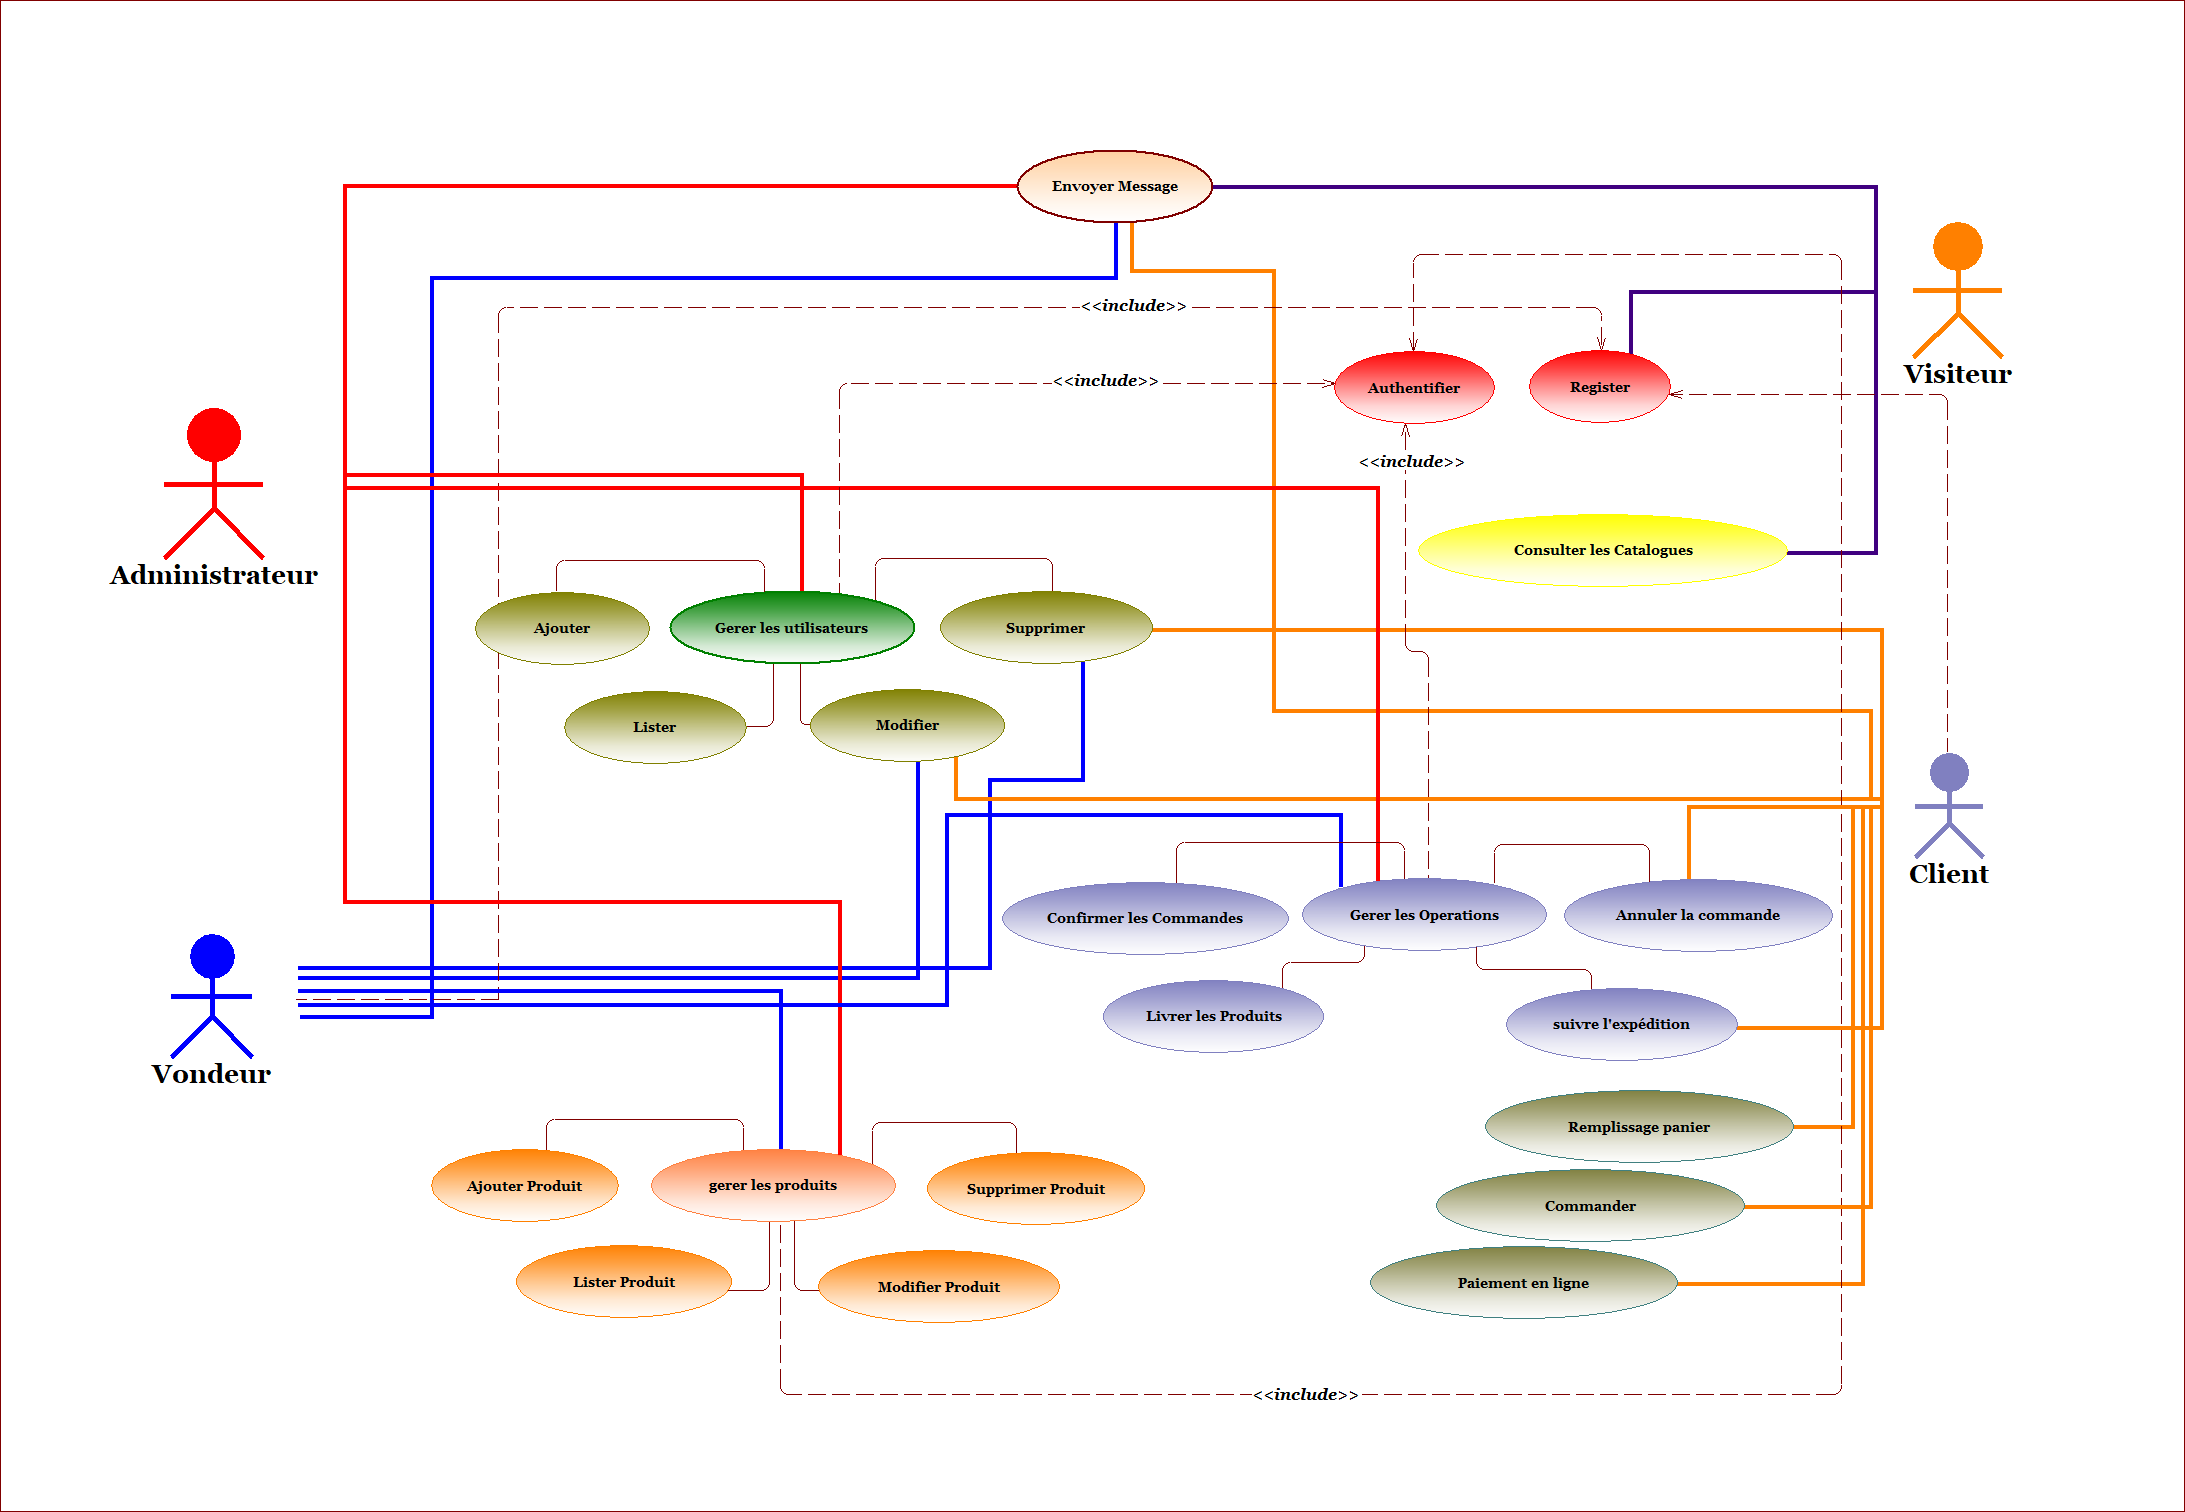 Envoyer Message
<<include>>
Visiteur
<<include>>
Authentifier
Register
<<include>>
Consulter les Catalogues
Administrateur
Ajouter
Gerer les utilisateurs
Supprimer
Lister
Modifier
Client
Confirmer les Commandes
Gerer les Operations
Annuler la commande
Livrer les Produits
suivre l'expédition
Vondeur
Remplissage panier
Ajouter Produit
gerer les produits
Supprimer Produit
Commander
Lister Produit
Modifier Produit
Paiement en ligne
<<include>>